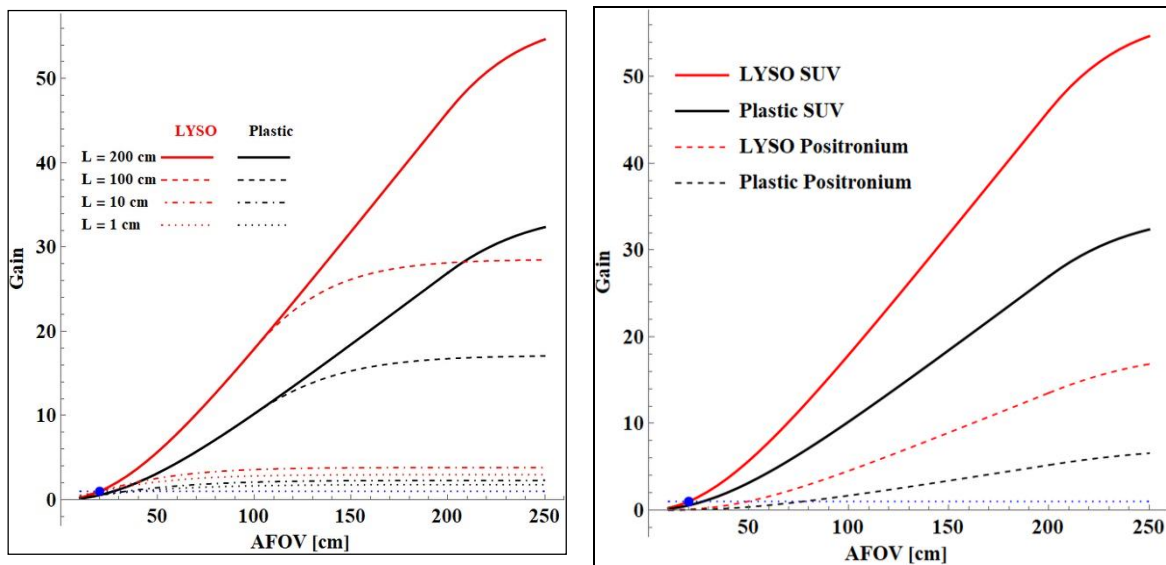 50
40
30
20
10
0
Gain
LYSO Plastic
L = 200 cm
L = 100 cm
L = 10 cm
L = 1 cm
50 100 150 200 250
AFOV [cm]
50
40
30
20
10
0
Gain
LYSO SUV
Plastic SUV
LYSO Positronium
Plastic Positronium
50 100 150 200 250
AFOV [cm]